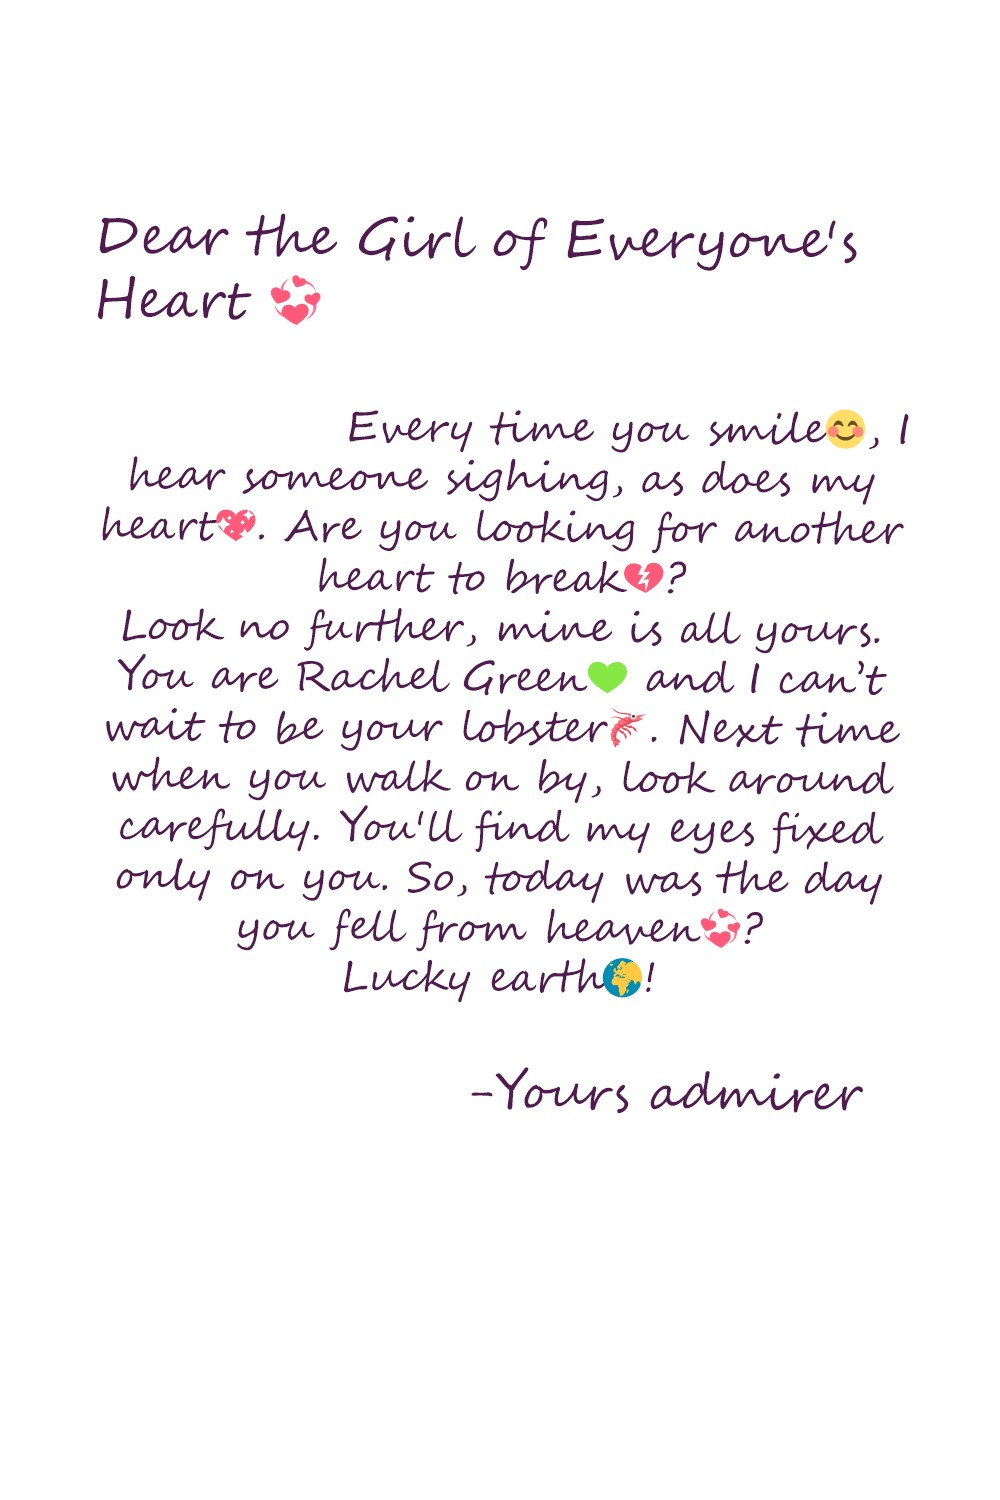 Dear the Girl of Everyone's
Heart 💞
Every time you smile😊, I
hear someone sighing, as does my
heart💖. Are you looking for another
heart to break💔?
Look no further, mine is all yours.
You are Rachel Green💚 and I can’t
wait to be your lobster🦐. Next time
when you walk on by, look around
carefully. You'll find my eyes fixed
only on you. So, today was the day
you fell from heaven💞?
Lucky earth🌍!
-Yours admirer